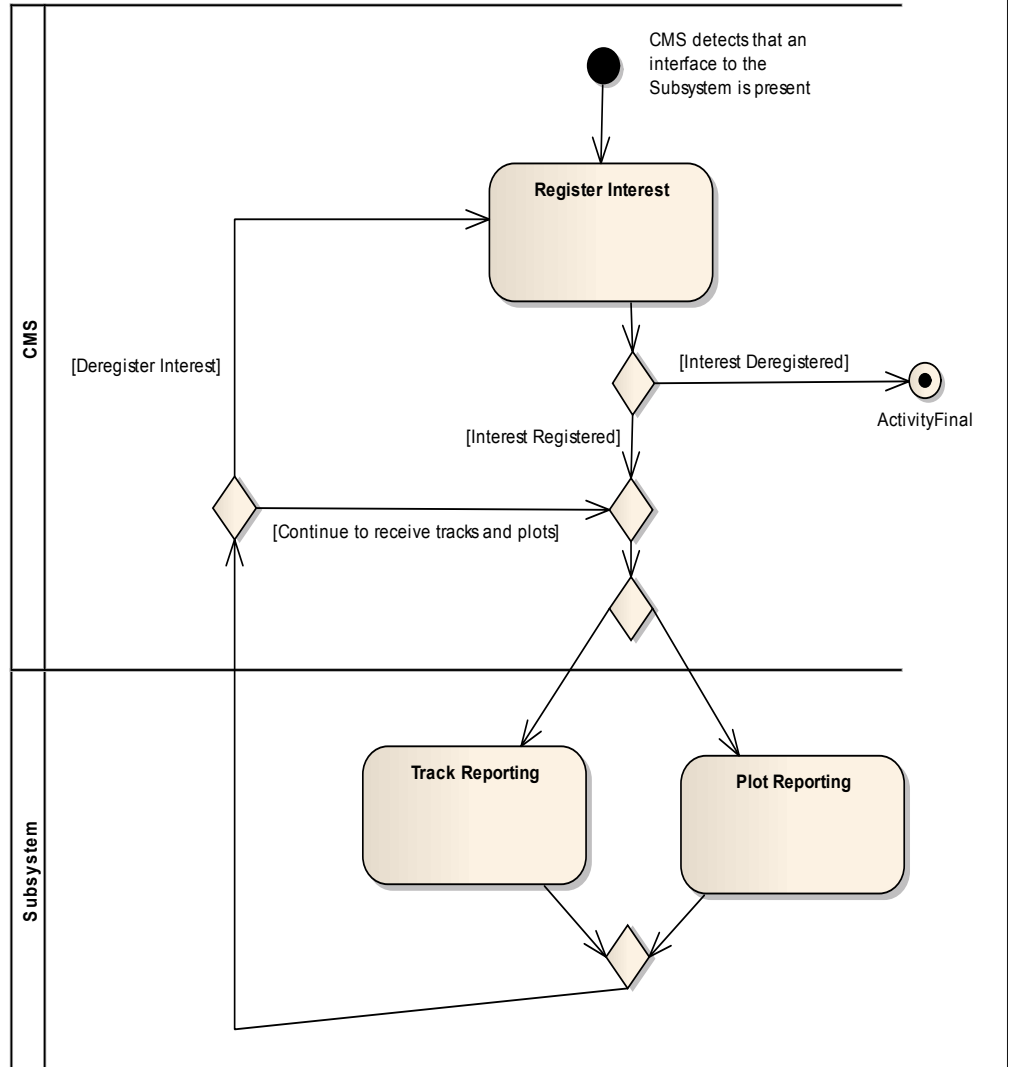 CMS detects that an
interface to the
Subsystem is present
Register Interest
CMS
[Deregister Interest]
[Interest Deregistered]
ActivityFinal
[Interest Registered]
[Continue to receive tracks and plots]
Subsystem
Track Reporting
Plot Reporting